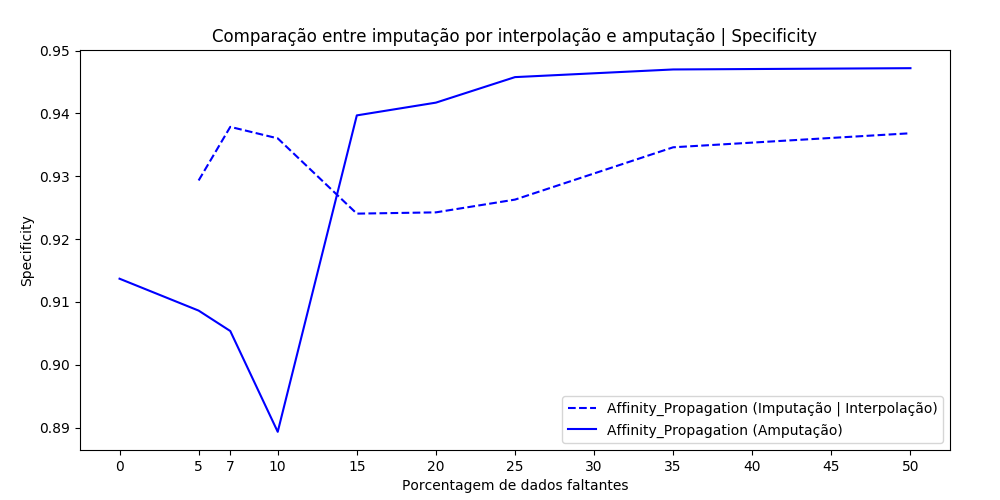 Comparação entre imputação por interpolação e amputação | Specificity
0.95
0.94
0.93
0.92
0.91
0.90
0.89
Specificity
0 5 7 10 15 20 25 30 35 40 45 50
Porcentagem de dados faltantes
Affinity_Propagation (Imputação | Interpolação)
Affinity_Propagation (Amputação)